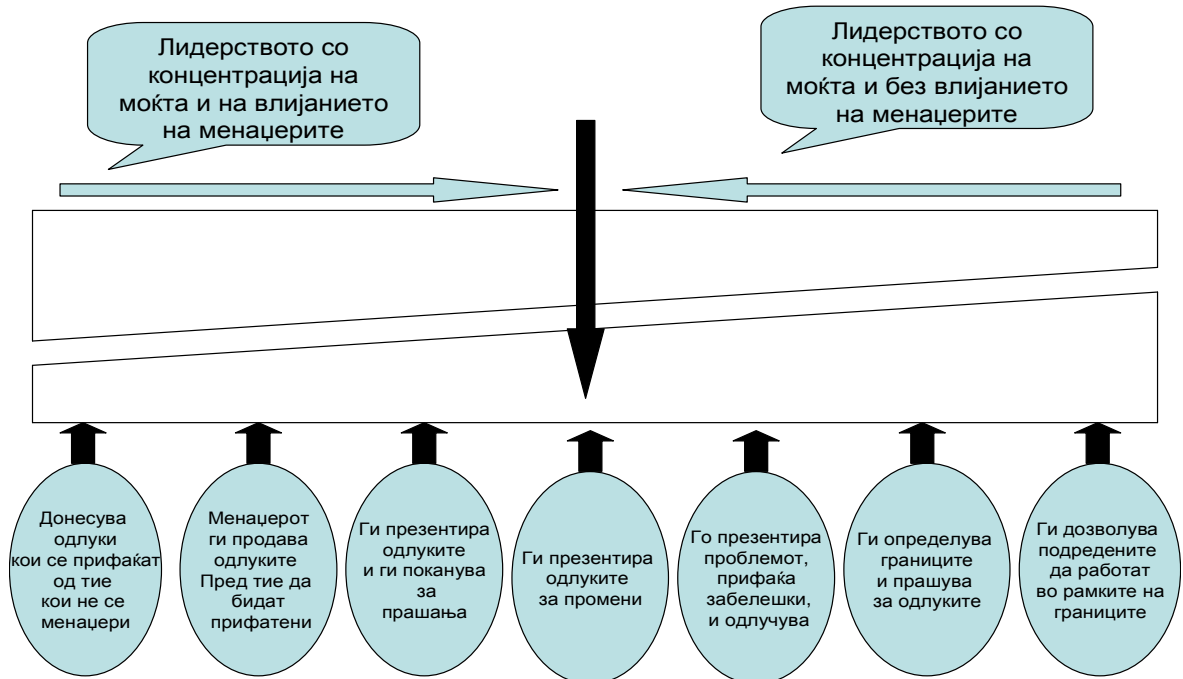 Лидерството со
концентрација на
моќта и на влијанието
на менаџерите
Лидерството со
концентрација на
моќта и без влијанието
на менаџерите
Донесува
одлуки
кои се прифаќат
од тие
кои не се
менаџери
Менаџерот
ги продава
одлуките
Пред тие да
бидат
прифатени
Ги презентира
одлуките
и ги поканува
за
прашања
Ги презентира
одлуките
за промени
Го презентира
проблемот,
прифаќа
забелешки,
и одлучува
Ги определува
границите
и прашува
за одлуките
Ги дозволува
подредените
да работат
во рамките на
границите